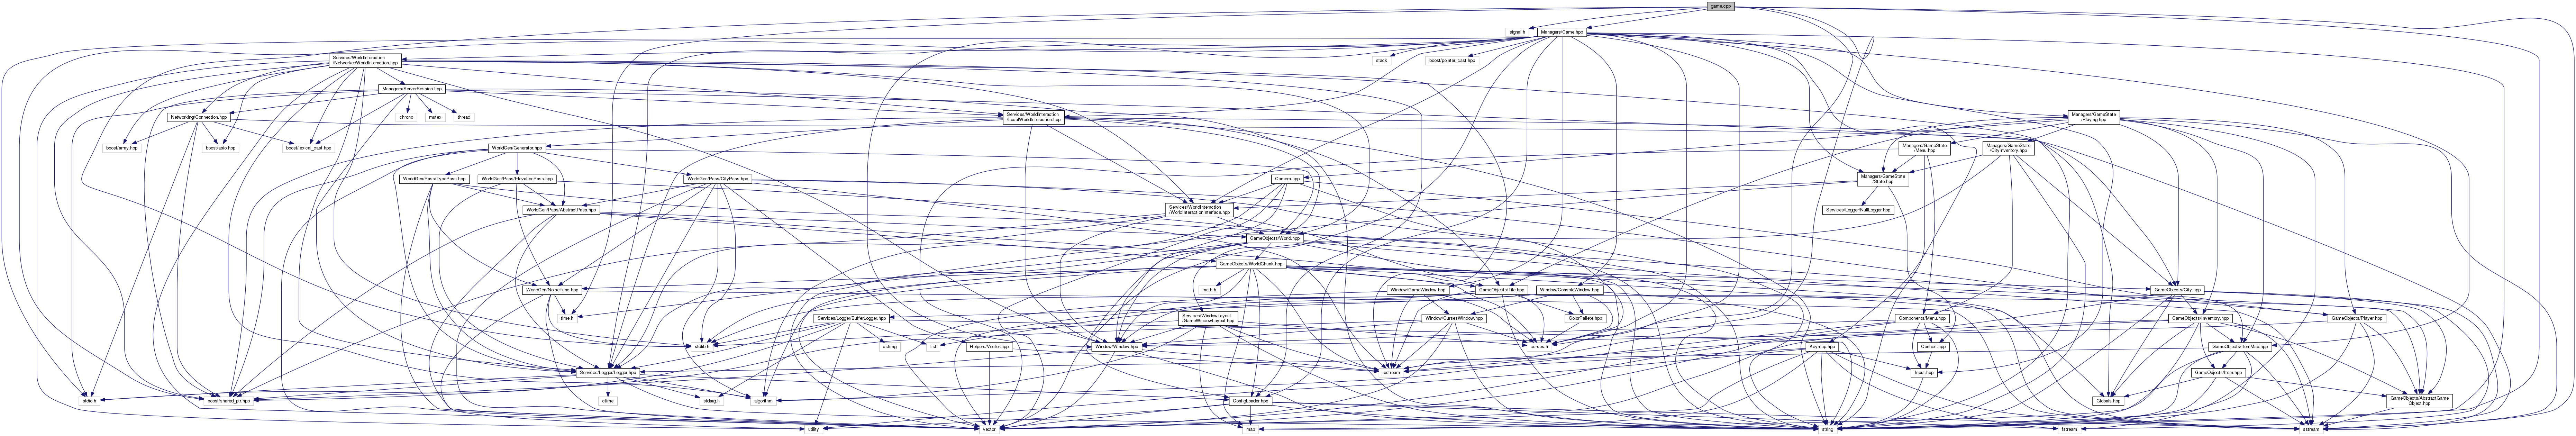 game.cpp
signal.h
Managers/Game.hpp
Services/WorldInteraction
/NetworkedWorldInteraction.hpp
stack
boost/pointer_cast.hpp
Managers/ServerSession.hpp
chrono
mutex
thread
Networking/Connection.hpp
Services/WorldInteraction
/LocalWorldInteraction.hpp
Managers/GameState
/Playing.hpp
boost/array.hpp
boost/asio.hpp
boost/lexical_cast.hpp
WorldGen/Generator.hpp
Managers/GameState
/Menu.hpp
Managers/GameState
/CityInventory.hpp
WorldGen/Pass/TypePass.hpp
WorldGen/Pass/ElevationPass.hpp
WorldGen/Pass/CityPass.hpp
Camera.hpp
Managers/GameState
/State.hpp
WorldGen/Pass/AbstractPass.hpp
Services/WorldInteraction
/WorldInteractionInterface.hpp
Services/Logger/NullLogger.hpp
GameObjects/World.hpp
GameObjects/WorldChunk.hpp
math.h
WorldGen/NoiseFunc.hpp
Window/GameWindow.hpp
GameObjects/Tile.hpp
Window/ConsoleWindow.hpp
GameObjects/City.hpp
time.h
Services/Logger/BufferLogger.hpp
Services/WindowLayout
/GameWindowLayout.hpp
Window/CursesWindow.hpp
ColorPallete.hpp
Components/Menu.hpp
GameObjects/Inventory.hpp
GameObjects/Player.hpp
stdlib.h
cstring
list
Helpers/Vector.hpp
Window/Window.hpp
curses.h
Keymap.hpp
Context.hpp
GameObjects/ItemMap.hpp
Services/Logger/Logger.hpp
iostream
Input.hpp
GameObjects/Item.hpp
stdio.h
boost/shared_ptr.hpp
ctime
stdarg.h
algorithm
ConfigLoader.hpp
Globals.hpp
GameObjects/AbstractGame
Object.hpp
utility
vector
map
string
fstream
sstream